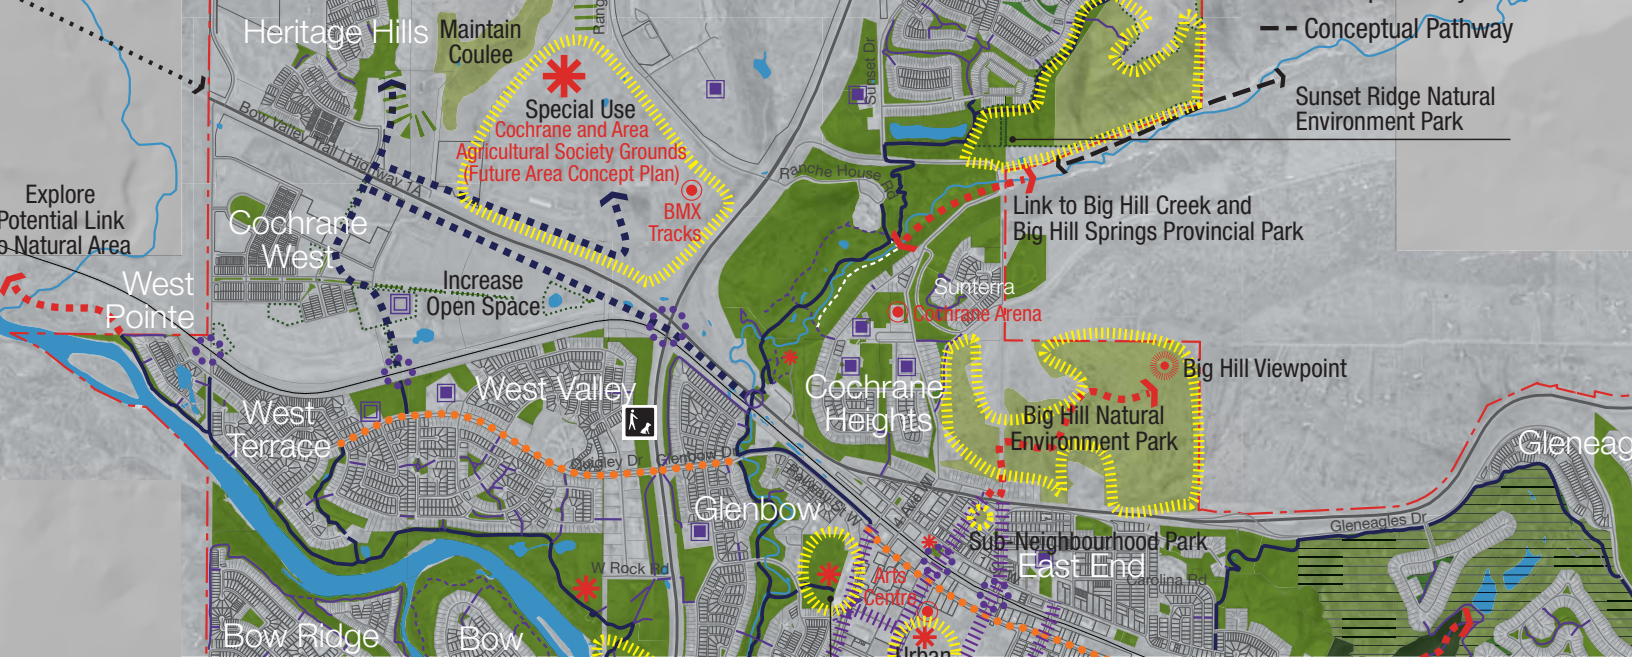 Conceptual Pathway
Heritage Hills
Maintain
Coulee
Sunset Dr
Special Use
Cochrane and Area
Agricultural Society Grounds
(Future Area Concept Plan)
BMX
Tracks
Bow Valley Trail | Highway 1A
Sunset Ridge Natural
Environment Park
Ranche House Rd
Explore
Potential Link
Natural Area
Cochrane
West
Link to Big Hill Creek and
Big Hill Springs Provincial Park
West
Pointe
Increase
Open Space
Sunterra
Cochrane Arena
West Valley
Cochrane
Heights
Big Hill Viewpoint
Big Hill Natural
Environment Park
West
Terrace
Quigley Dr
Glenbow Dr
Glenbow
4 Ave W
Gleneag
Gleneagles Dr
Sub-Neighbourhood Park
East End
Carolina Rd
W Rock Rd
Arts
Centre
Bow Ridge
Bow
Urban